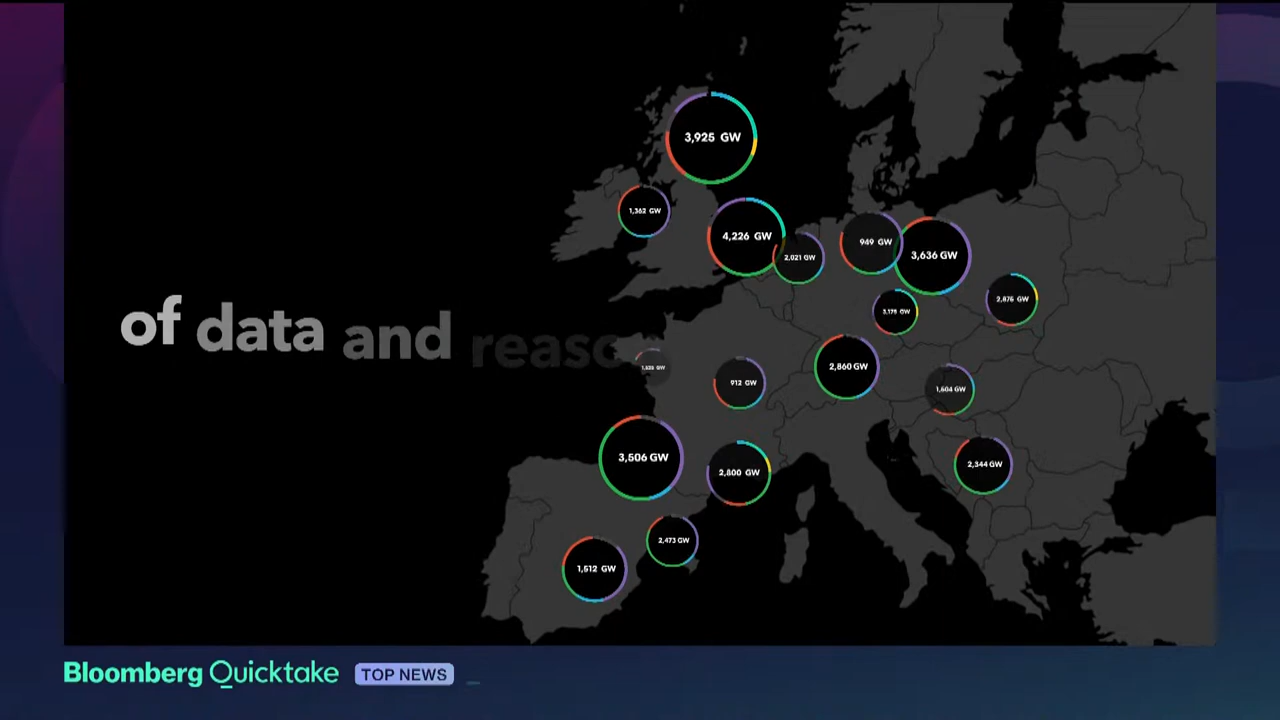 3,925 GW
1,362 GW
4,226 GW
2,021 GW
949 GW
3,636 GW
2,876 GW
of data and
912 GW
2,860 GW
1,504 GW
3,506 GW
2,800 GW
2,344 GW
2,473 GW
1,512 GW
Bloomberg Quicktake TOP NEWS